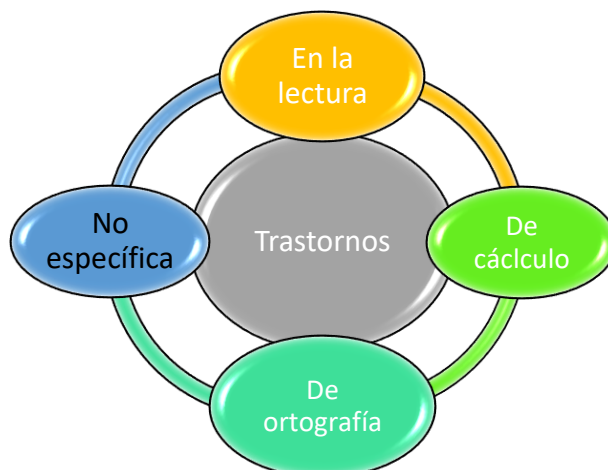 En la
lectura
De
cáclculo
Trastornos
No
específica
De
ortografía